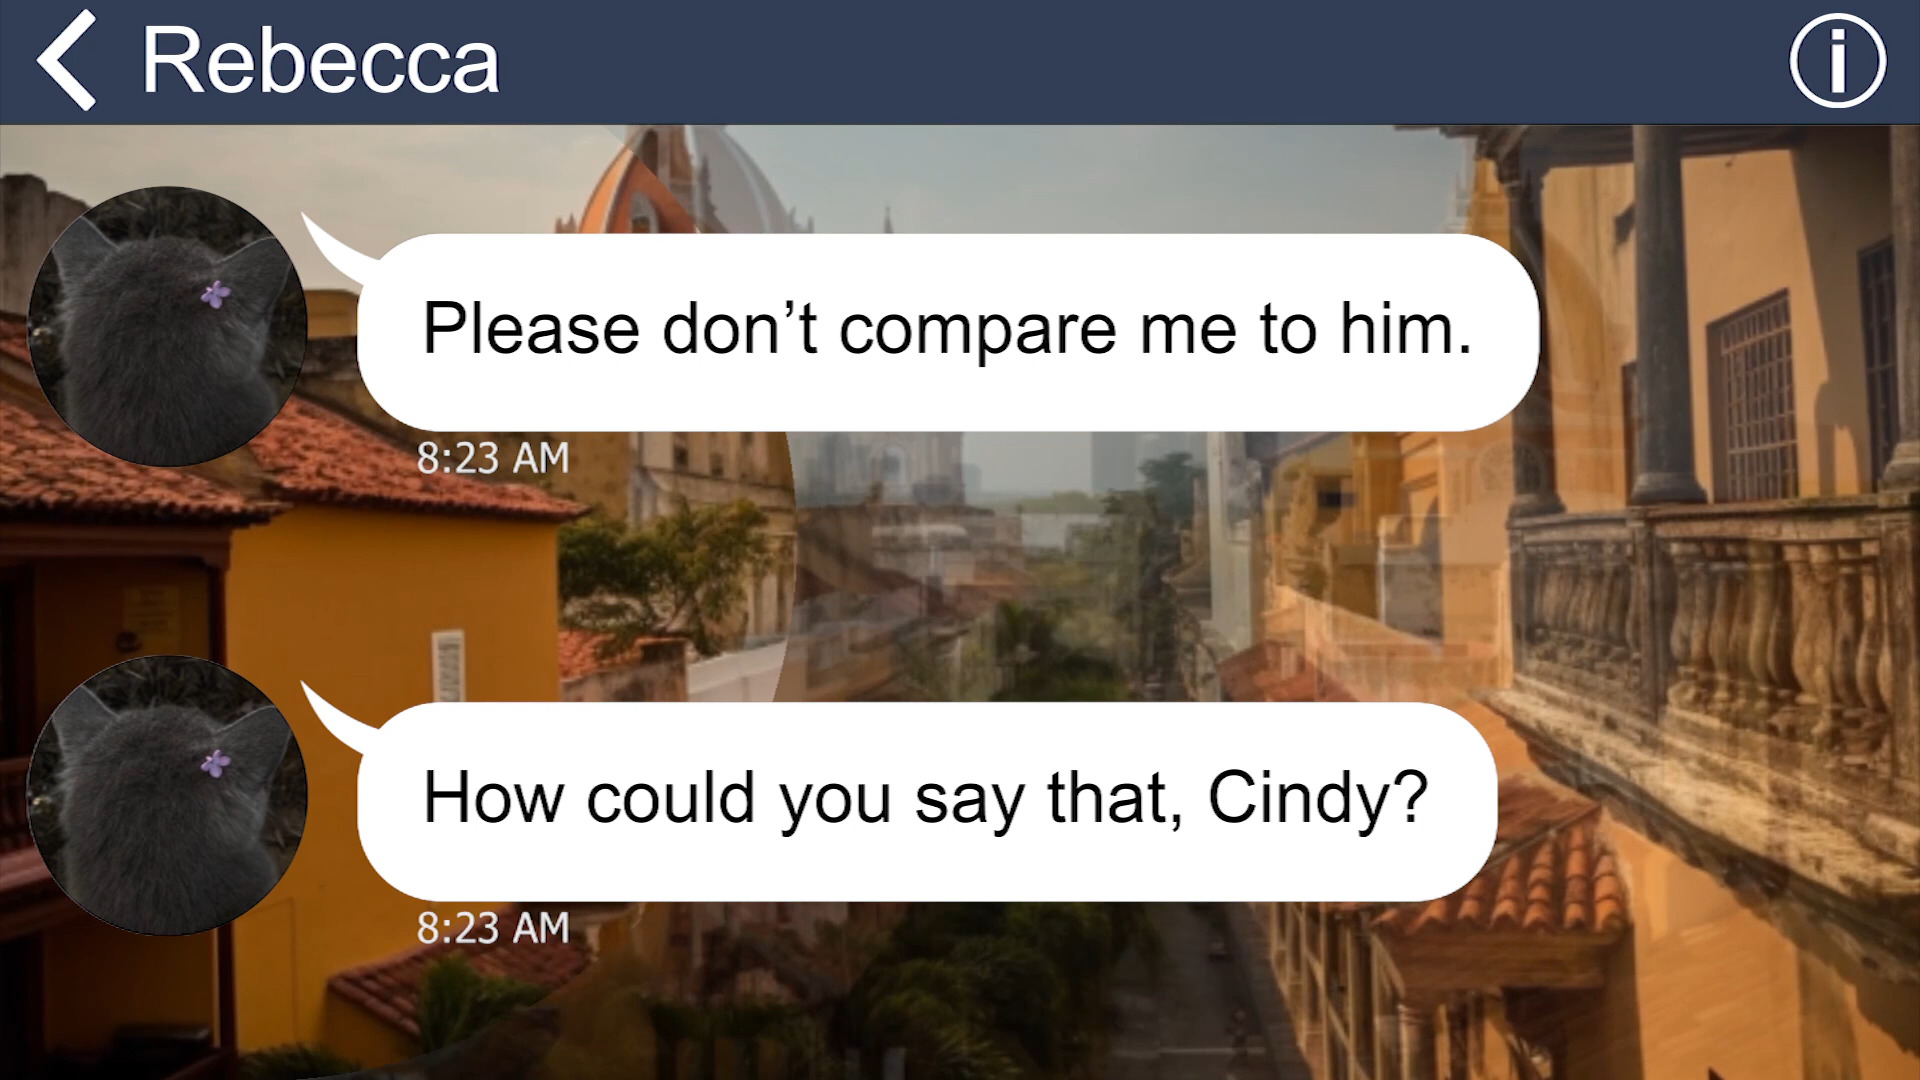 Rebecca
Please don’t compare me to him.
8:23 AM
How could you say that, Cindy?
8:23 AM